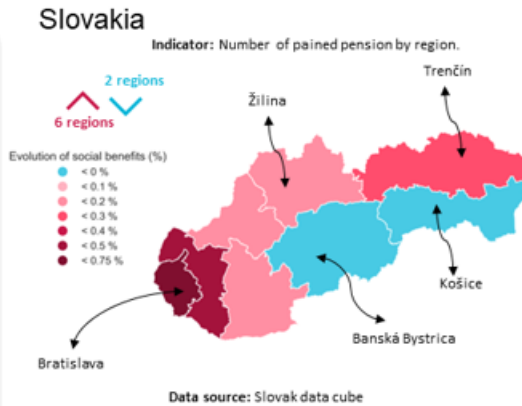 Slovakia
Indicator: Number of pained pension by region.
2 regions
6 regions
Žilina
Trenčín
Evolution of social benefits (%)
< 0 %
< 0.1 %
< 0.2 %
< 0.3 %
< 0.4 %
< 0.5 %
< 0.75 %
Košice
Banská Bystrica
Bratislava
Data source: Slovak data cube